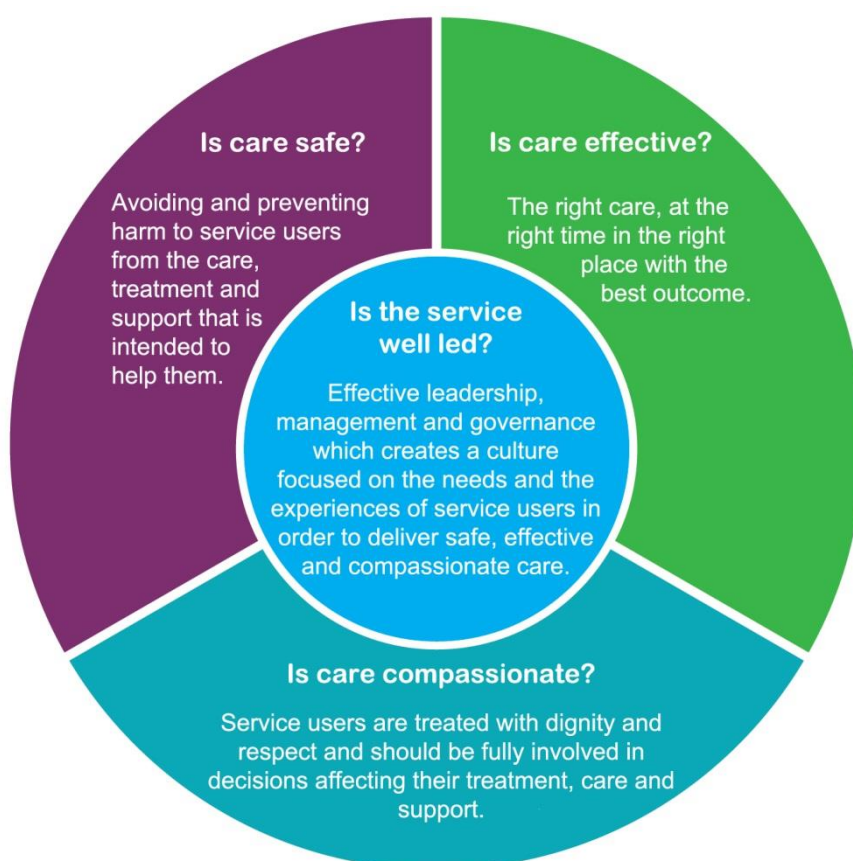 Is care safe?
Avoiding and preventing
harm to service users
from the care,
treatment and
support that is
intended to
help them.
Is care effective?
The right care, at the
right time in the right
place with the
best outcome.
Is the service
well led?
Effective leadership,
management and governance
which creates a culture
focused on the needs and the
experiences of service users in
order to deliver safe, effective
and compassionate care.
Is care compassionate?
Service users are treated with dignity and
respect and should be fully involved in
decisions affecting their treatment, care and
support.